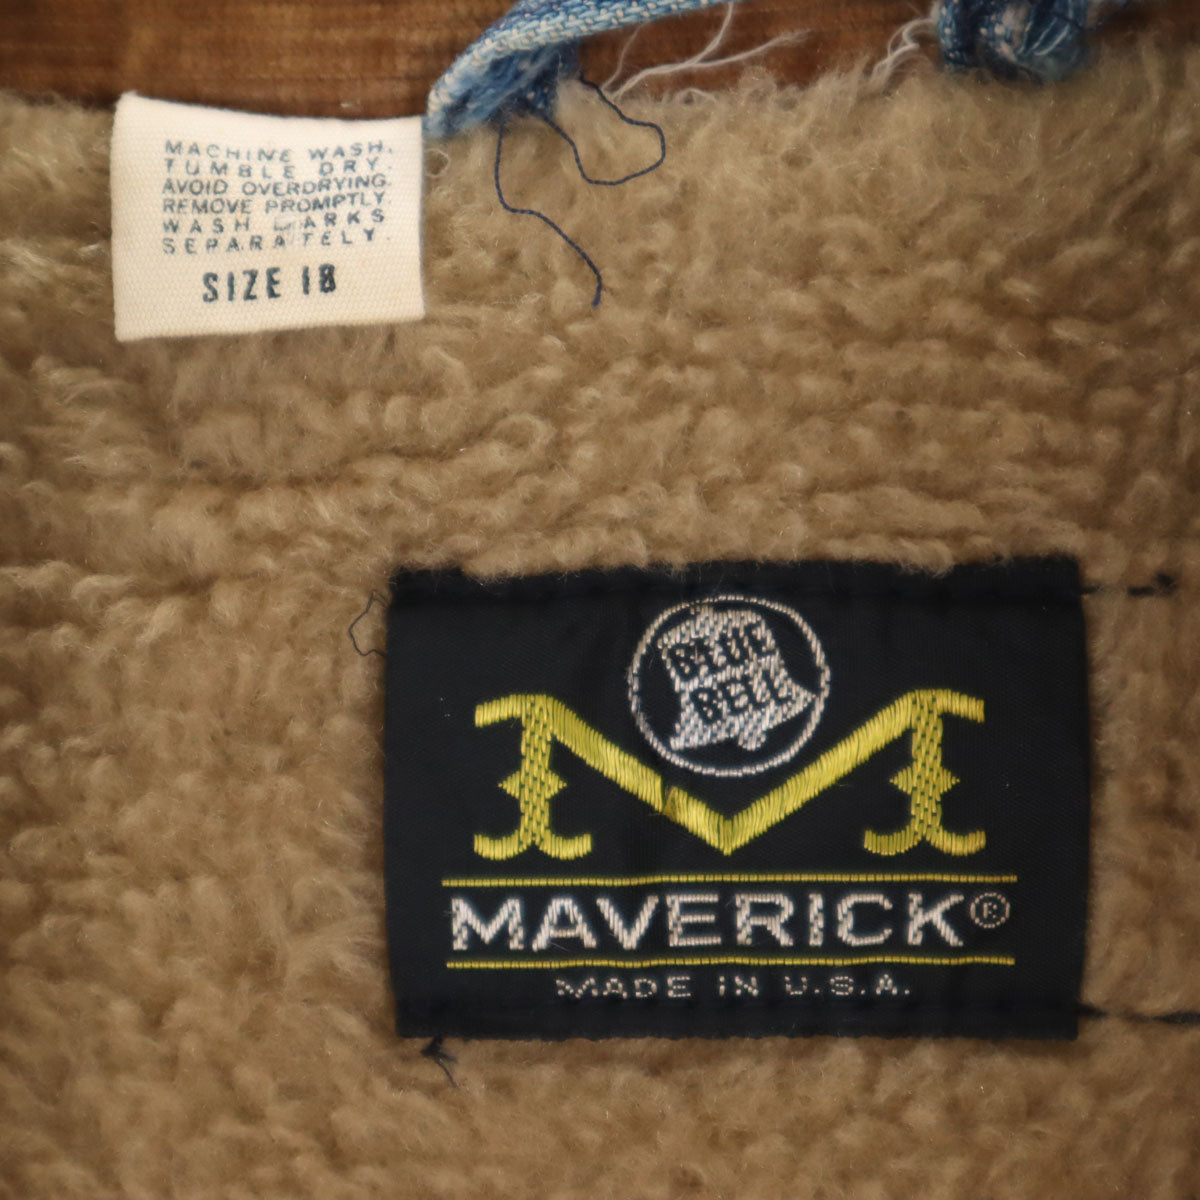 MACHINE WASH.
TUMBLE DRY.
AVOID OVERDRYING.
REMOVE PROMPTLY.
WASH DARKS
SEPARATELY.
SIZE 18
BLUE
BELL
MAVERICK®
MADE IN U.S.A.